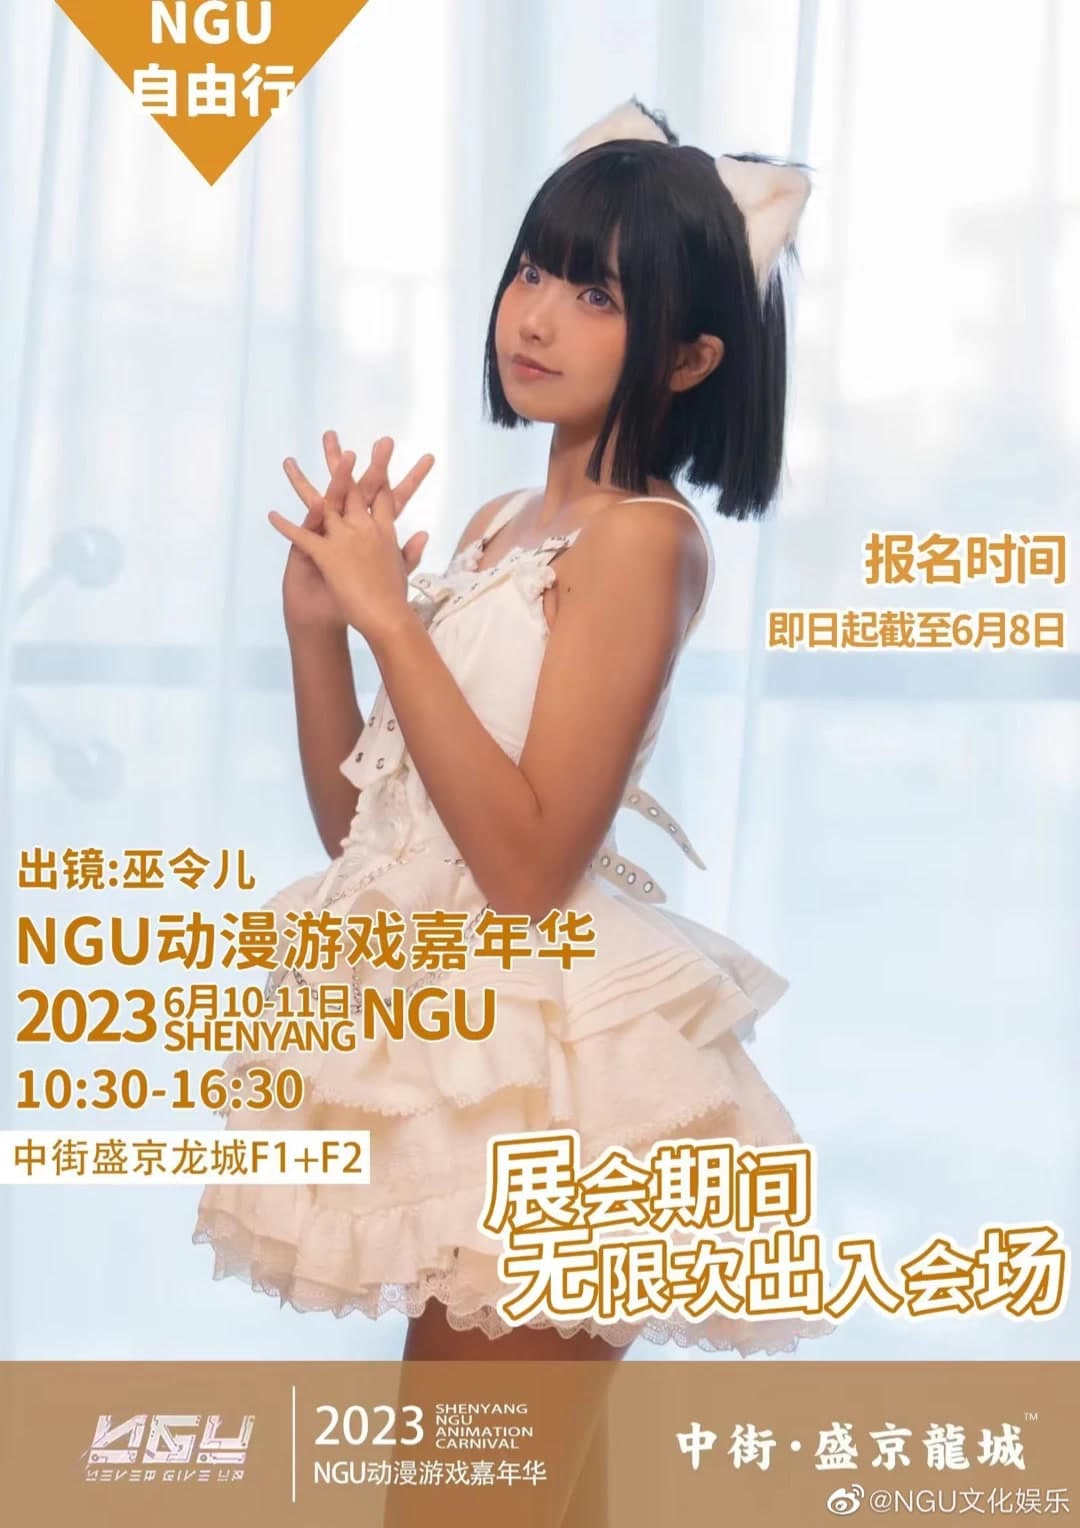 NGU
自由行
报名时间
即日起截至6月8日
出镜:巫令儿
NGU动漫游戏嘉年华
2023 6月10-11日 SHENYANG NGU
10:30-16:30
中街盛京龙城F1+F2
展会期间
无限次出入会场
NGU
NEVER GIVE UP
2023 SHENYANG
NGU
ANIMATION
CARNIVAL
NGU动漫游戏嘉年华
中街·盛京龍城™
@NGU文化娱乐